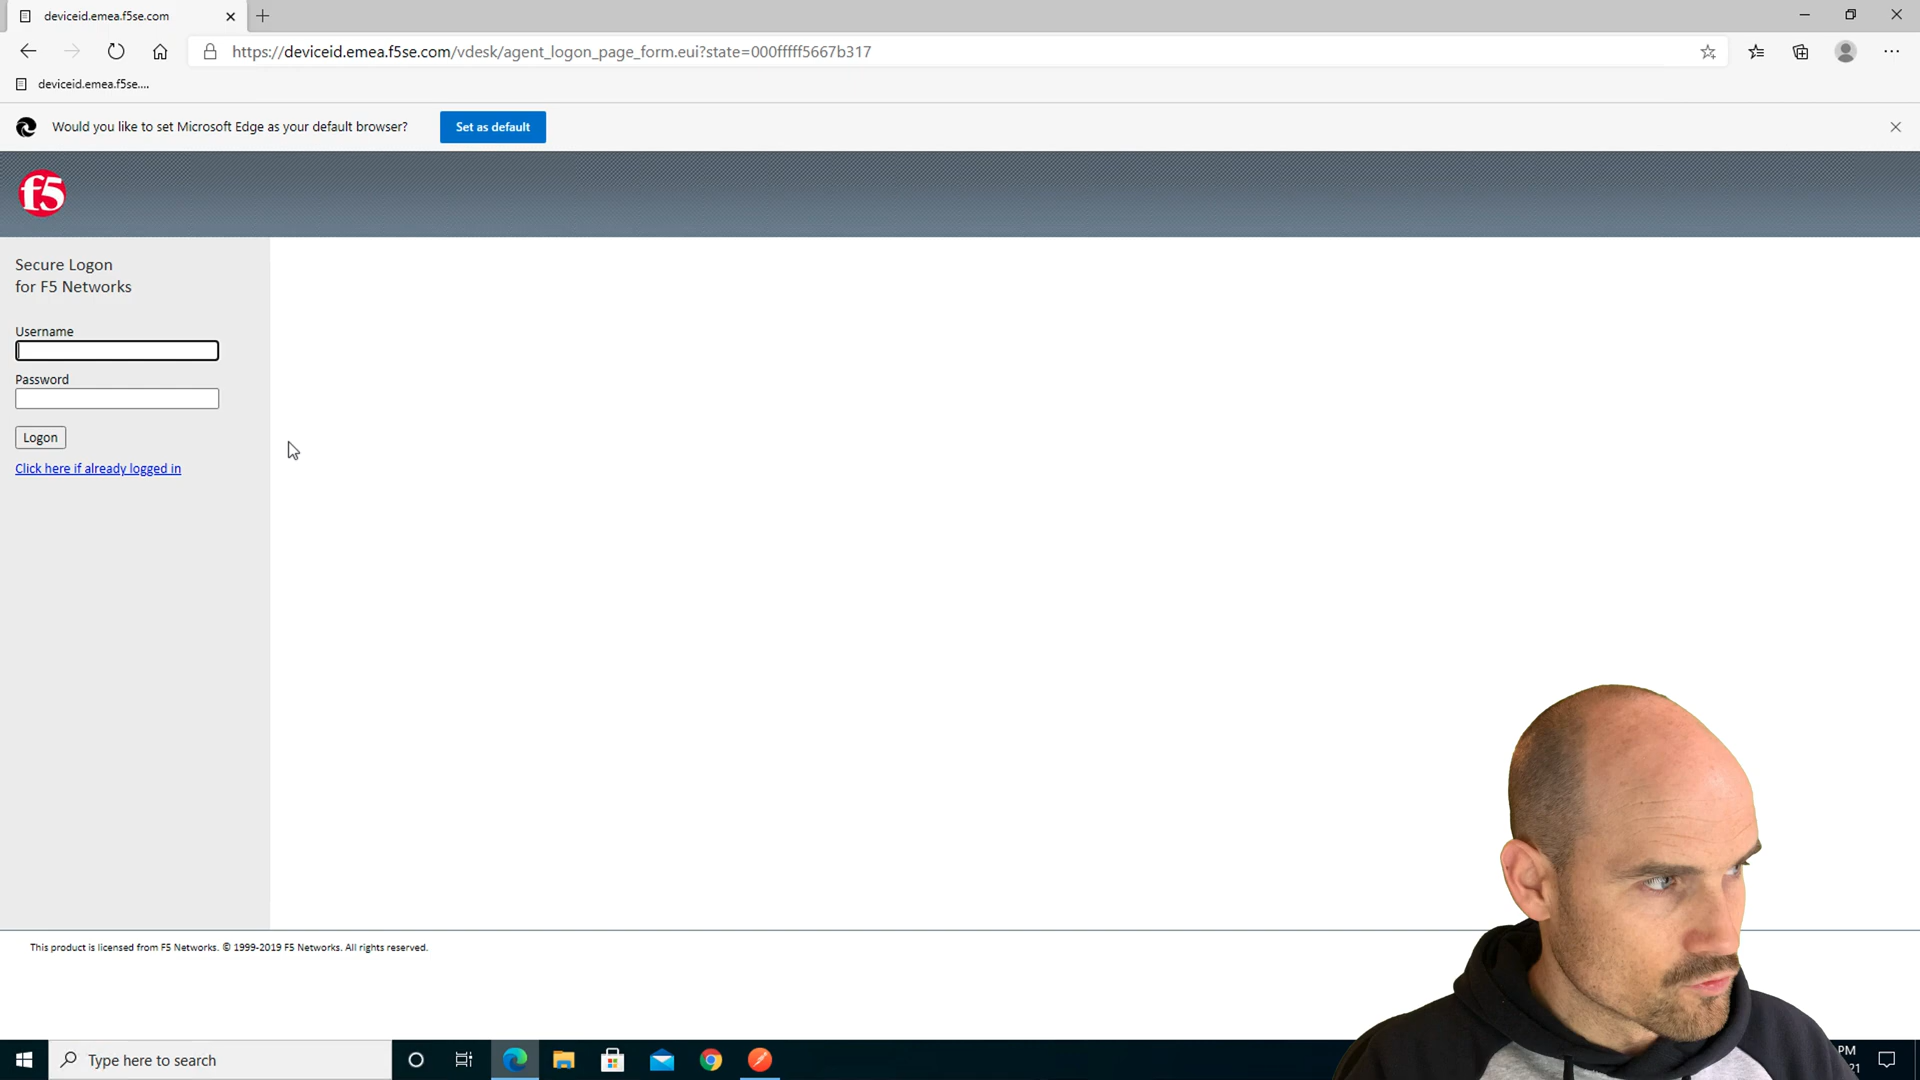 deviceid.emea.f5se.com
https://deviceid.emea.f5se.com/vdesk/agent_logon_page_form.eui?state=000fffff5667b317
deviceid.emea.f5se....
Would you like to set Microsoft Edge as your default browser?
Set as default
f5
Secure Logon
for F5 Networks
Username
Password
Logon
Click here if already logged in
This product is licensed from F5 Networks. © 1999-2019 F5 Networks. All rights reserved.
Type here to search
PM